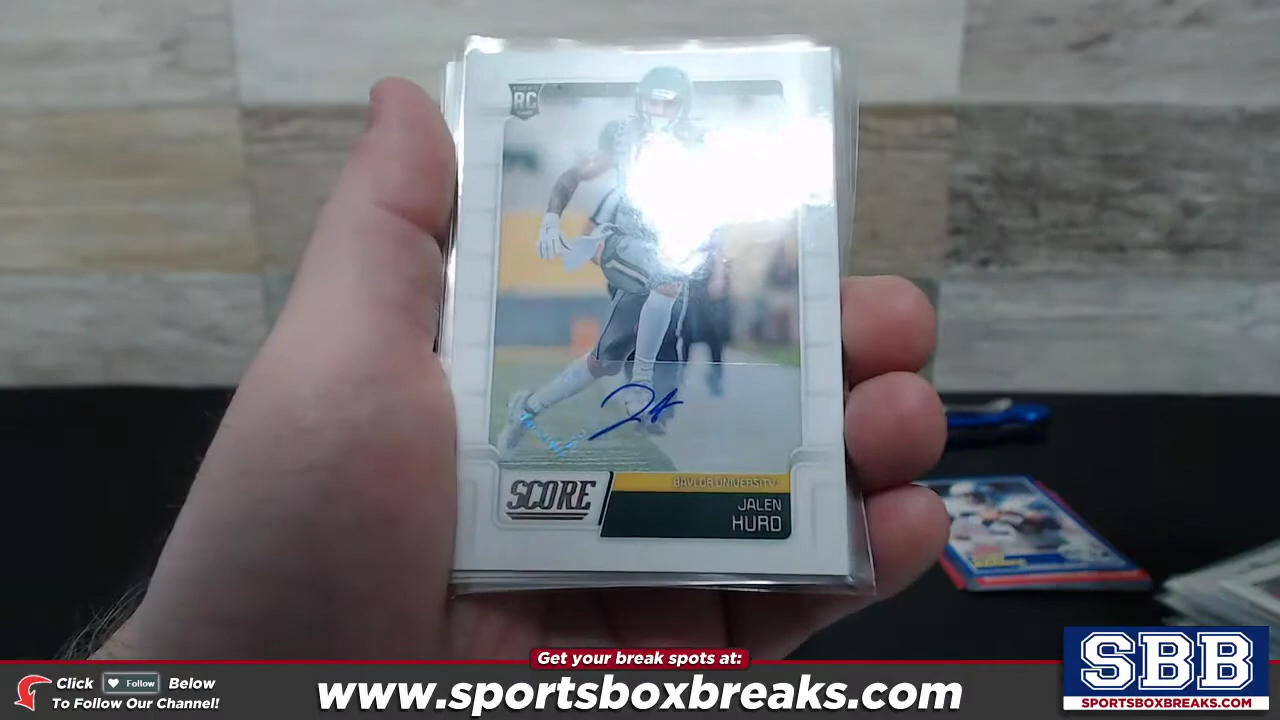 RC
SCORE
BAYLOR UNIVERSITY
JALEN
HURD
Get your break spots at:
Click Follow Below
To Follow Our Channel!
www.sportsboxbreaks.com
SBB
SPORTSBOXBREAKS.COM